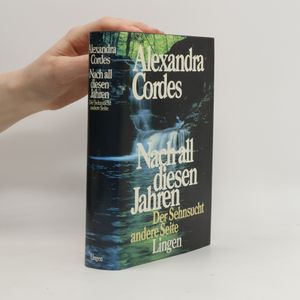 Alexandra
Cordes
Nach all
diesen
Jahren
Der Sehnsucht
andere Seite
Lingen
Alexandra
Cordes
Nach all
diesen
Jahren
Der Sehnsucht
andere Seite
Lingen